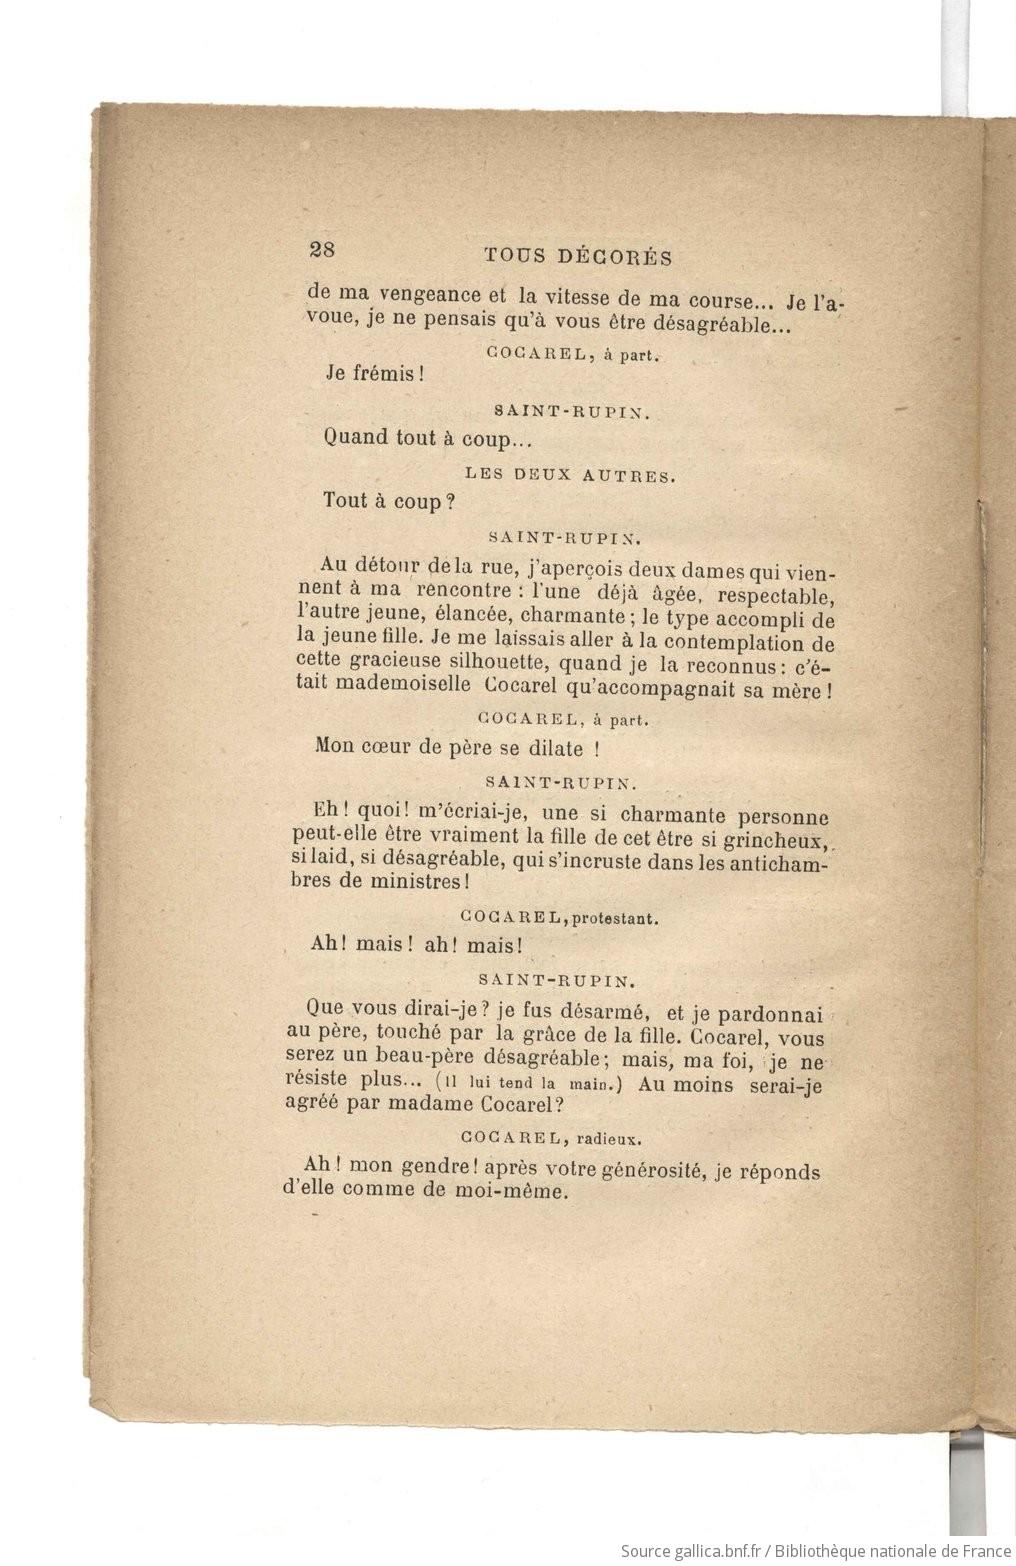 28
TOUS DÉCORÉS
de ma vengeance et la vitesse de ma course... Je l'a-
voue, je ne pensais qu'à vous être désagréable...
COCAREL, à part.
Je frémis !
SAINT-RUPIN.
Quand tout à coup...
LES DEUX AUTRES.
Tout à coup ?
SAINT-RUPIN.
Au détour de la rue, j'aperçois deux dames qui vien-
nent à ma rencontre : l'une déjà âgée, respectable,
l'autre jeune, élancée, charmante ; le type accompli de
la jeune fille. Je me laissais aller à la contemplation de
cette gracieuse silhouette, quand je la reconnus : c'é-
tait mademoiselle Cocarel qu'accompagnait sa mère !
COCAREL, à part.
Mon cœur de père se dilate !
SAINT-RUPIN.
Eh ! quoi ! m'écriai-je, une si charmante personne
peut-elle être vraiment la fille de cet être si grincheux,
si laid, si désagréable, qui s'incruste dans les anticham-
bres de ministres !
COCAREL, protestant.
Ah ! mais ! ah ! mais !
SAINT-RUPIN.
Que vous dirai-je ? je fus désarmé, et je pardonnai
au père, touché par la grâce de la fille. Cocarel, vous
serez un beau-père désagréable ; mais, ma foi, je ne
résiste plus... (Il lui tend la main.) Au moins serai-je
agréé par madame Cocarel ?
COCAREL, radieux.
Ah ! mon gendre ! après votre générosité, je réponds
d'elle comme de moi-même.
Source gallica.bnf.fr / Bibliothèque nationale de France